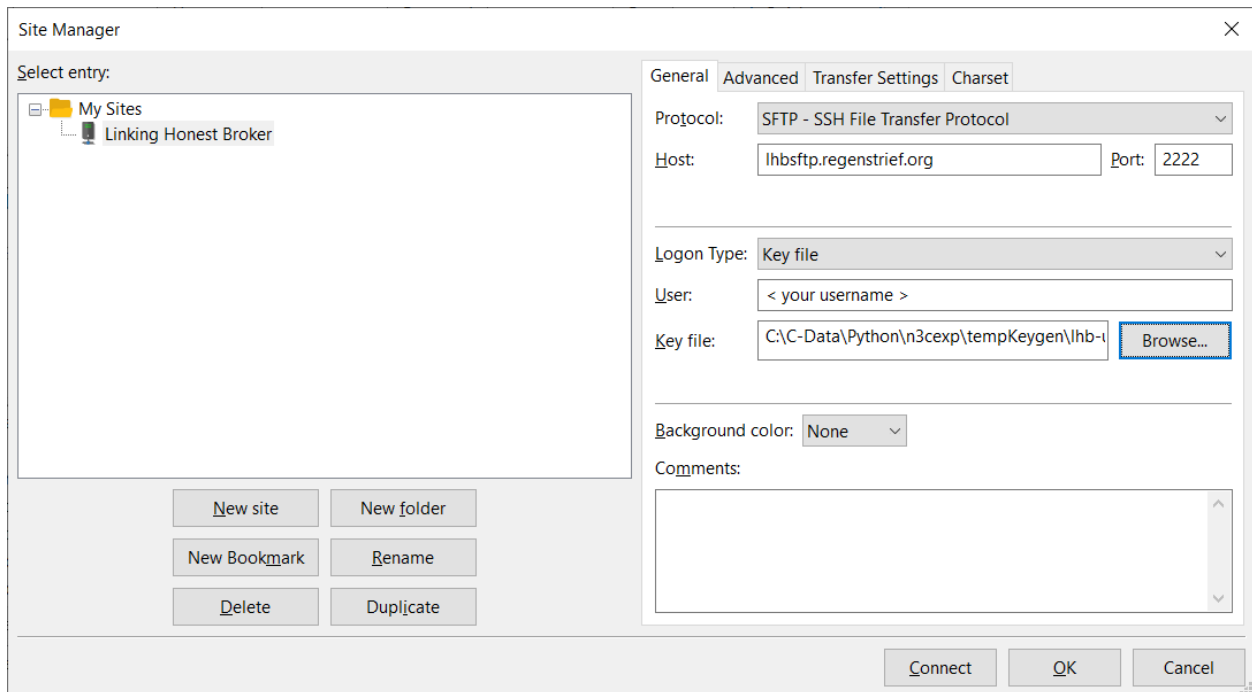 Site Manager
Select entry:
My Sites
Linking Honest Broker
New site
New folder
New Bookmark
Rename
Delete
Duplicate
General
Advanced
Transfer Settings
Charset
Protocol:
SFTP - SSH File Transfer Protocol
Host:
lhbsftp.regenstrief.org
Port:
2222
Logon Type:
Key file
User:
< your username >
Key file:
C:\C-Data\Python\n3cexp\tempKeygen\lhb-u
Browse...
Background color:
None
Comments:
Connect
OK
Cancel